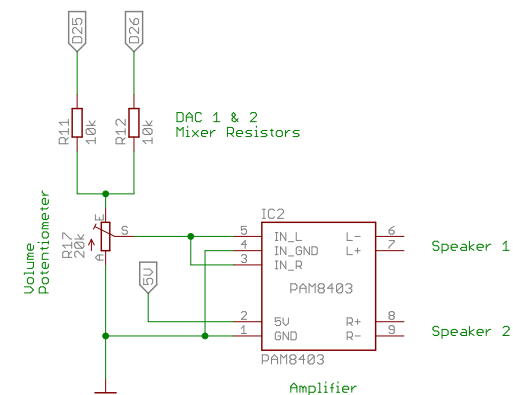 D25
D26
R11
10k
R12
10k
DAC 1 & 2
Mixer Resistors
Volume
Potentiometer
R17
20k
E
S
A
5V
IC2
5
4
3
2
1
IN_L
IN_GND
IN_R
5V
GND
PAM8403
L-
L+
R+
R-
6
7
8
9
PAM8403
Speaker 1
Speaker 2
Amplifier